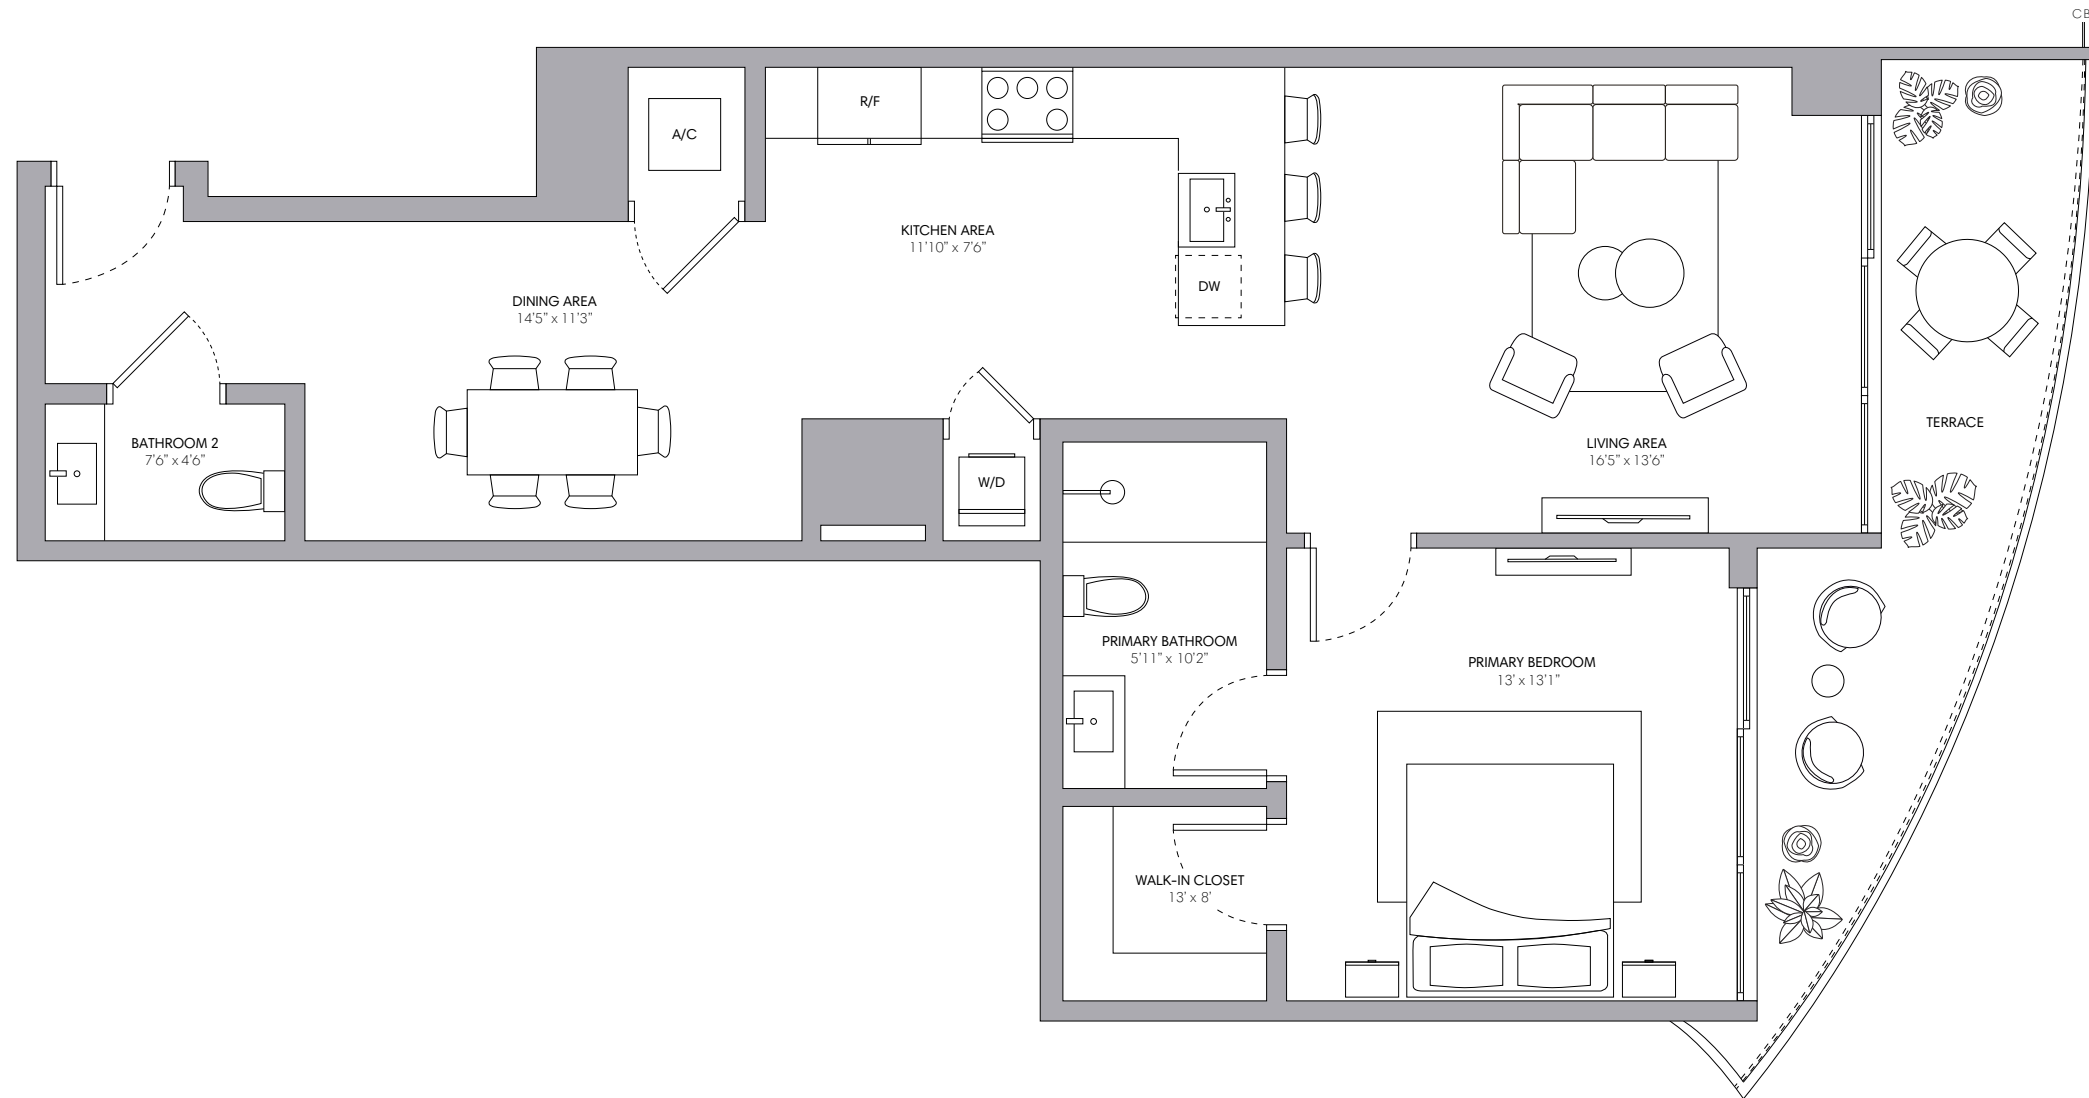 CB
R/F
A/C
KITCHEN AREA
11'10" x 7'6"
DW
DINING AREA
14'5" x 11'3"
TERRACE
BATHROOM 2
7'6" x 4'6"
LIVING AREA
16'5" x 13'6"
W/D
PRIMARY BATHROOM
5'11" x 10'2"
PRIMARY BEDROOM
13' x 13'1"
WALK-IN CLOSET
13' x 8'